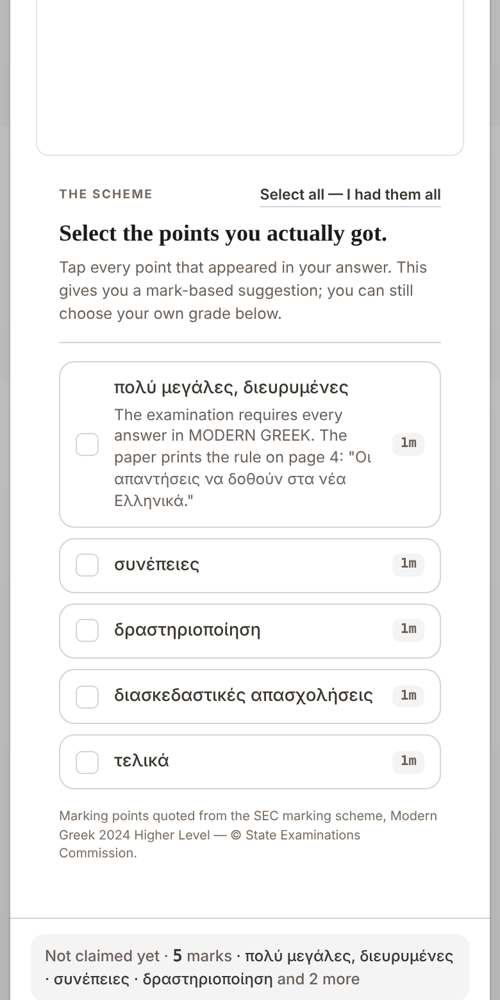 THE SCHEME
Select all — I had them all
Select the points you actually got.
Tap every point that appeared in your answer. This
gives you a mark-based suggestion; you can still
choose your own grade below.
πολύ μεγάλες, διευρυμένες
The examination requires every
answer in MODERN GREEK. The
paper prints the rule on page 4: "Οι
απαντήσεις να δοθούν στα νέα
Ελληνικά."
1m
συνέπειες
1m
δραστηριοποίηση
1m
διασκεδαστικές απασχολήσεις
1m
τελικά
1m
Marking points quoted from the SEC marking scheme, Modern
Greek 2024 Higher Level — © State Examinations
Commission.
Not claimed yet · 5 marks · πολύ μεγάλες, διευρυμένες
· συνέπειες · δραστηριοποίηση and 2 more